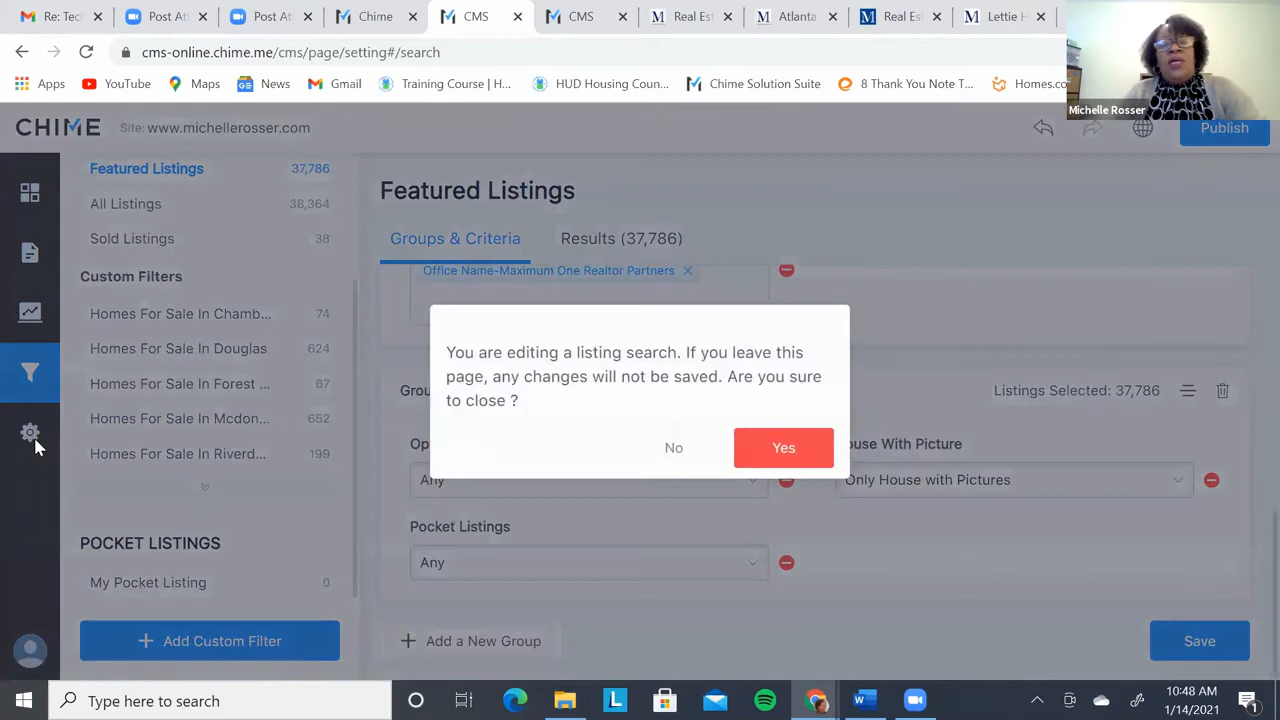 Re: Tec
Post At
Post At
Chime
CMS
CMS
Real Es
Atlanta
Real Es
Lettie H
cms-online.chime.me/cms/page/setting#/search
Apps
YouTube
Maps
News
Gmail
Training Course | H...
HUD Housing Coun...
Chime Solution Suite
8 Thank You Note T...
Homes.co
Michelle Rosser
CHIME
Site: www.michellerosser.com
Publish
Featured Listings 37,786
All Listings 38,364
Sold Listings 38
Custom Filters
Homes For Sale In Chamb... 74
Homes For Sale In Douglas 624
Homes For Sale In Forest ... 67
Homes For Sale In Mcdon... 652
Homes For Sale In Riverd... 199
POCKET LISTINGS
My Pocket Listing 0
Add Custom Filter
Featured Listings
Groups & Criteria
Results (37,786)
Office Name-Maximum One Realtor Partners
You are editing a listing search. If you leave this
page, any changes will not be saved. Are you sure
to close ?
No
Yes
Grou
Listings Selected: 37,786
Op
ouse With Picture
Any
Only House with Pictures
Pocket Listings
Any
Add a New Group
Save
Type here to search
10:48 AM
1/14/2021
1